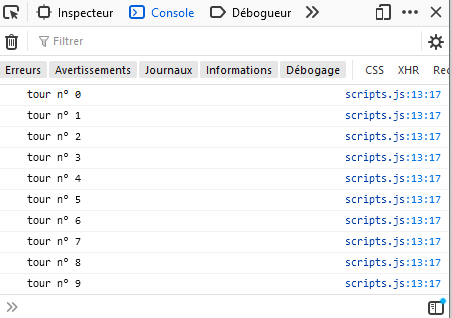 Inspecteur Console Débogueur
Filtrer
Erreurs Avertissements Journaux Informations Débogage CSS XHR Rec
tour n° 0 scripts.js:13:17
tour n° 1 scripts.js:13:17
tour n° 2 scripts.js:13:17
tour n° 3 scripts.js:13:17
tour n° 4 scripts.js:13:17
tour n° 5 scripts.js:13:17
tour n° 6 scripts.js:13:17
tour n° 7 scripts.js:13:17
tour n° 8 scripts.js:13:17
tour n° 9 scripts.js:13:17